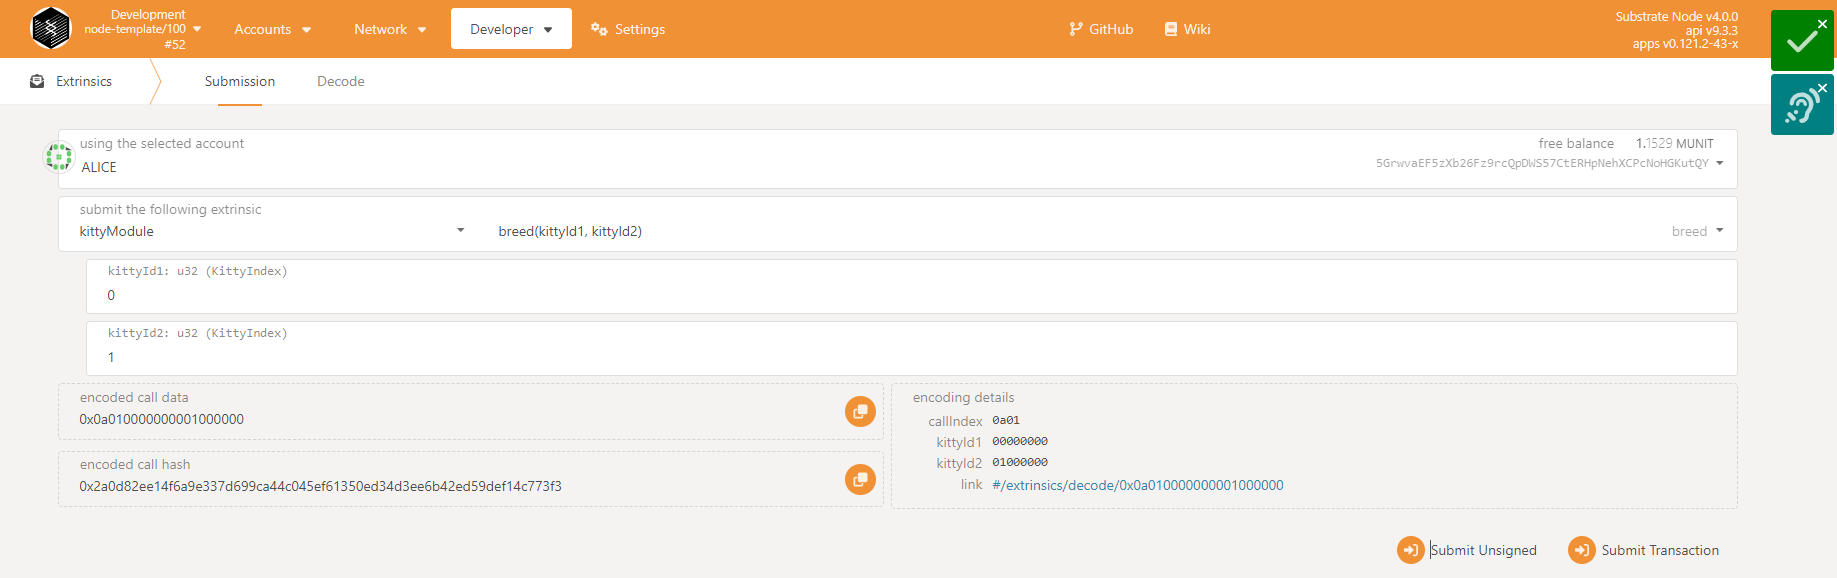 Development
node-template/100
#52
Accounts
Network
Developer
Settings
GitHub
Wiki
Substrate Node v4.0.0
api v9.3.3
apps v0.121.2-43-x
Extrinsics
Submission
Decode
using the selected account
ALICE
free balance 1.1529 MUNIT
5GrwvaEF5zXb26Fz9rcQpDWS57CtERHpNehXCPcNoHGKutQY
submit the following extrinsic
kittyModule
breed(kittyId1, kittyId2)
breed
kittyId1: u32 (KittyIndex)
0
kittyId2: u32 (KittyIndex)
1
encoded call data
0x0a010000000001000000
encoded call hash
0x2a0d82ee14f6a9e337d699ca44c045ef61350ed34d3ee6b42ed59def14c773f3
encoding details
callIndex 0a01
kittyId1 00000000
kittyId2 01000000
link #/extrinsics/decode/0x0a010000000001000000
Submit Unsigned
Submit Transaction